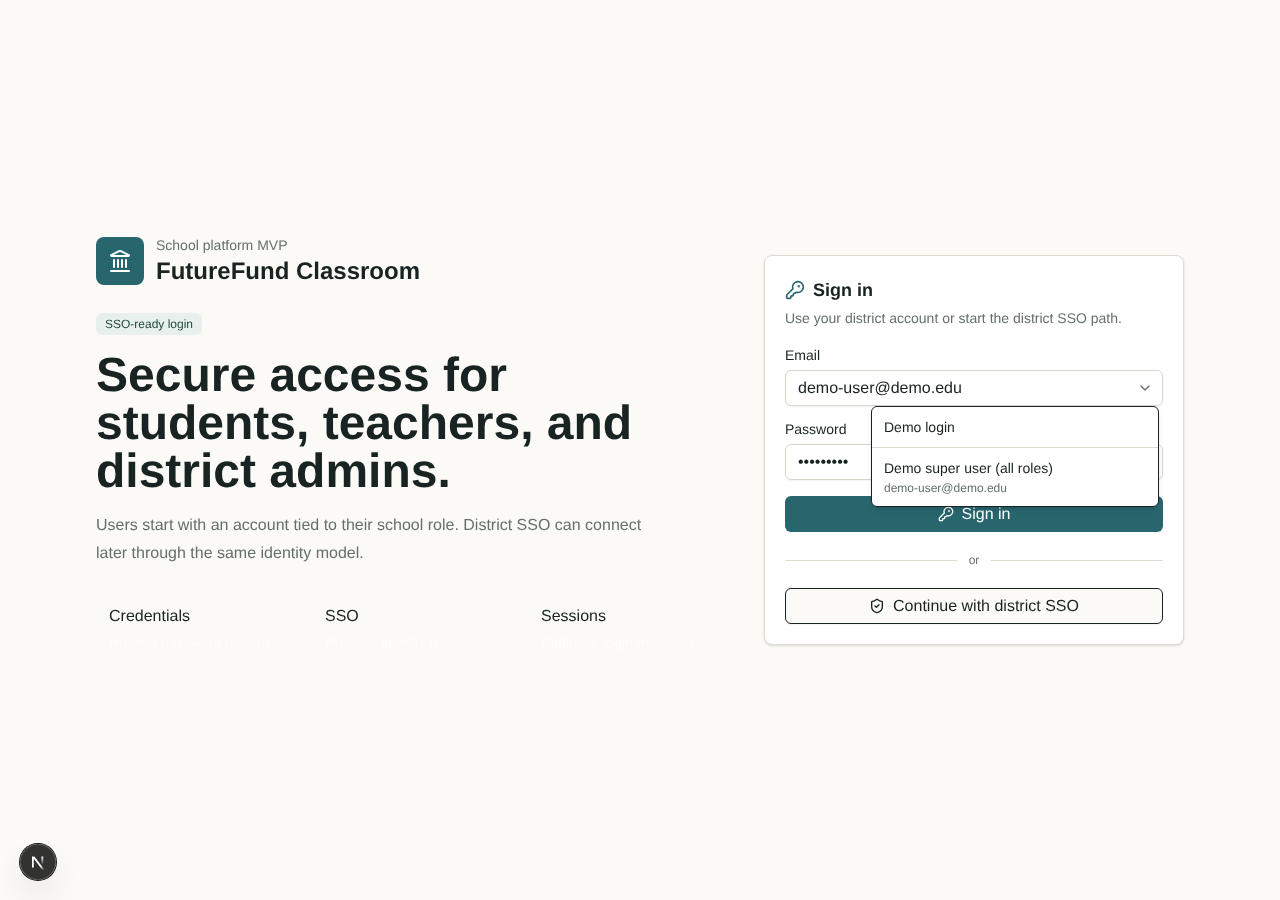 School platform MVP
FutureFund Classroom
SSO-ready login
Secure access for
students, teachers, and
district admins.
Users start with an account tied to their school role. District SSO can connect
later through the same identity model.
Credentials
SSO
Sessions
Sign in
Use your district account or start the district SSO path.
Email
demo-user@demo.edu
Demo login
Password
•••••••••
Demo super user (all roles)
demo-user@demo.edu
Sign in
or
Continue with district SSO
N